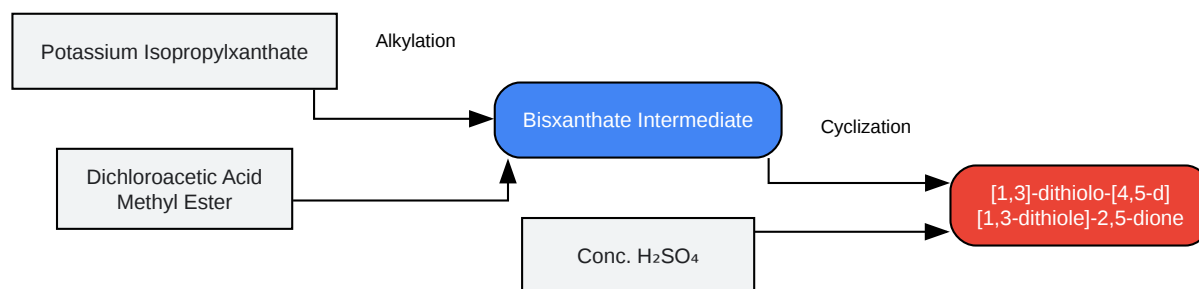 Potassium Isopropylxanthate
Alkylation
Bisxanthate Intermediate
Cyclization
Dichloroacetic Acid
Methyl Ester
[1,3]-dithiolo-[4,5-d]
[1,3-dithiole]-2,5-dione
Conc. H₂SO₄